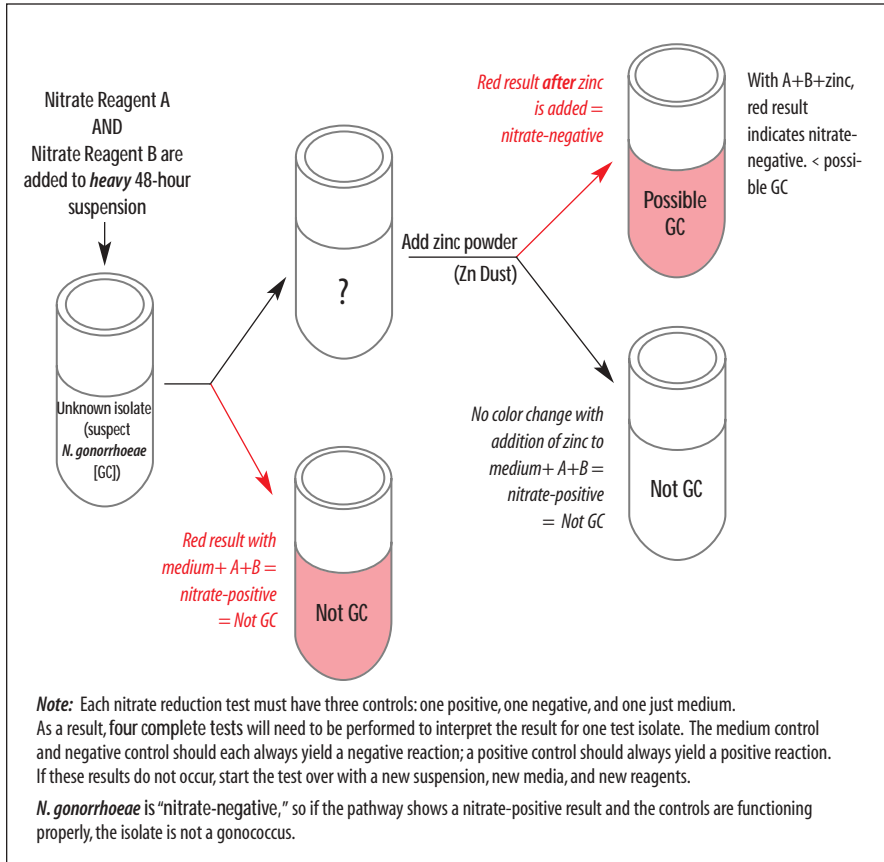 Nitrate Reagent A
AND
Nitrate Reagent B are
added to heavy 48-hour
suspension
Unknown isolate
(suspect
N. gonorrhoeae
[GC])
?
Red result with
medium+ A+B =
nitrate-positive
= Not GC
Not GC
Add zinc powder
(Zn Dust)
Red result after zinc
is added =
nitrate-negative
Possible
GC
With A+B+zinc,
red result
indicates nitrate-
negative. < possi-
ble GC
No color change with
addition of zinc to
medium+ A+B =
nitrate-positive
= Not GC
Not GC
Note: Each nitrate reduction test must have three controls: one positive, one negative, and one just medium.
As a result, four complete tests will need to be performed to interpret the result for one test isolate. The medium control
and negative control should each always yield a negative reaction; a positive control should always yield a positive reaction.
If these results do not occur, start the test over with a new suspension, new media, and new reagents.
N. gonorrhoeae is "nitrate-negative," so if the pathway shows a nitrate-positive result and the controls are functioning
properly, the isolate is not a gonococcus.